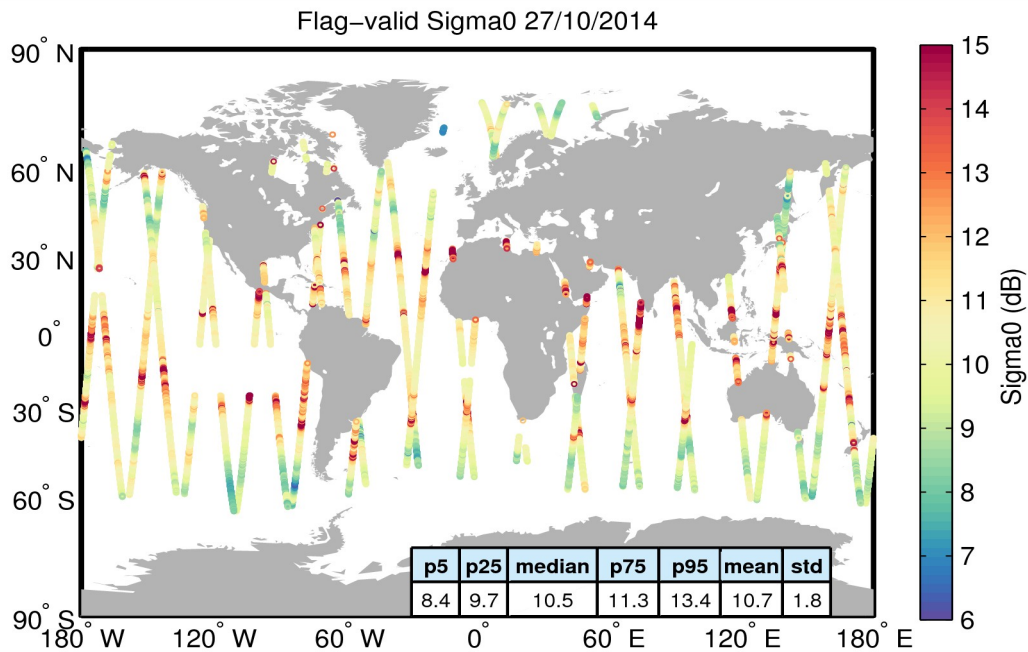 Flag−valid Sigma0 27/10/2014
90° N
60° N
30° N
0°
30° S
60° S
90° S
180° W
120° W
60° W
0°
60° E
120° E
180° E
p5 p25 median p75 p95 mean std
8.4 9.7 10.5 11.3 13.4 10.7 1.8
15
14
13
12
11
10
9
8
7
6
Sigma0 (dB)